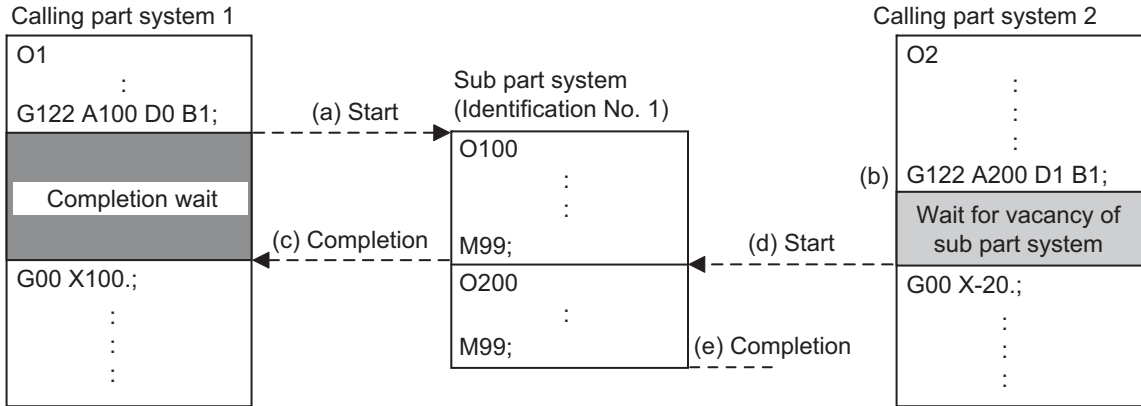 Calling part system 1
O1
:
G122 A100 D0 B1;
Completion wait
G00 X100.;
:
:
:
(a) Start
(c) Completion
Sub part system
(Identification No. 1)
O100
:
:
M99;
O200
:
M99;
(d) Start
(e) Completion
Calling part system 2
O2
:
:
:
(b)
G122 A200 D1 B1;
Wait for vacancy of
sub part system
G00 X-20.;
:
:
: